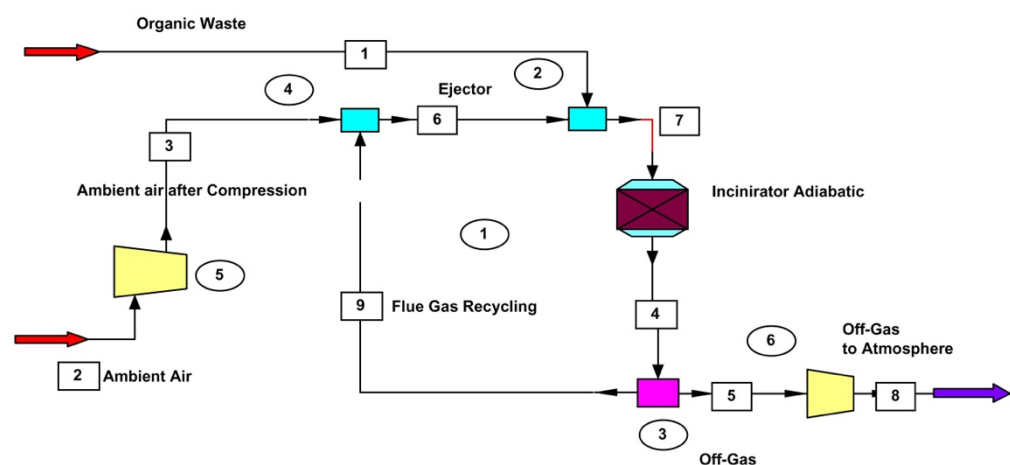 Organic Waste
1
2
4
Ejector
6
7
3
Ambient air after Compression
Incinirator Adiabatic
1
5
9
Flue Gas Recycling
4
6
Off-Gas
to Atmosphere
2
Ambient Air
5
8
3
Off-Gas